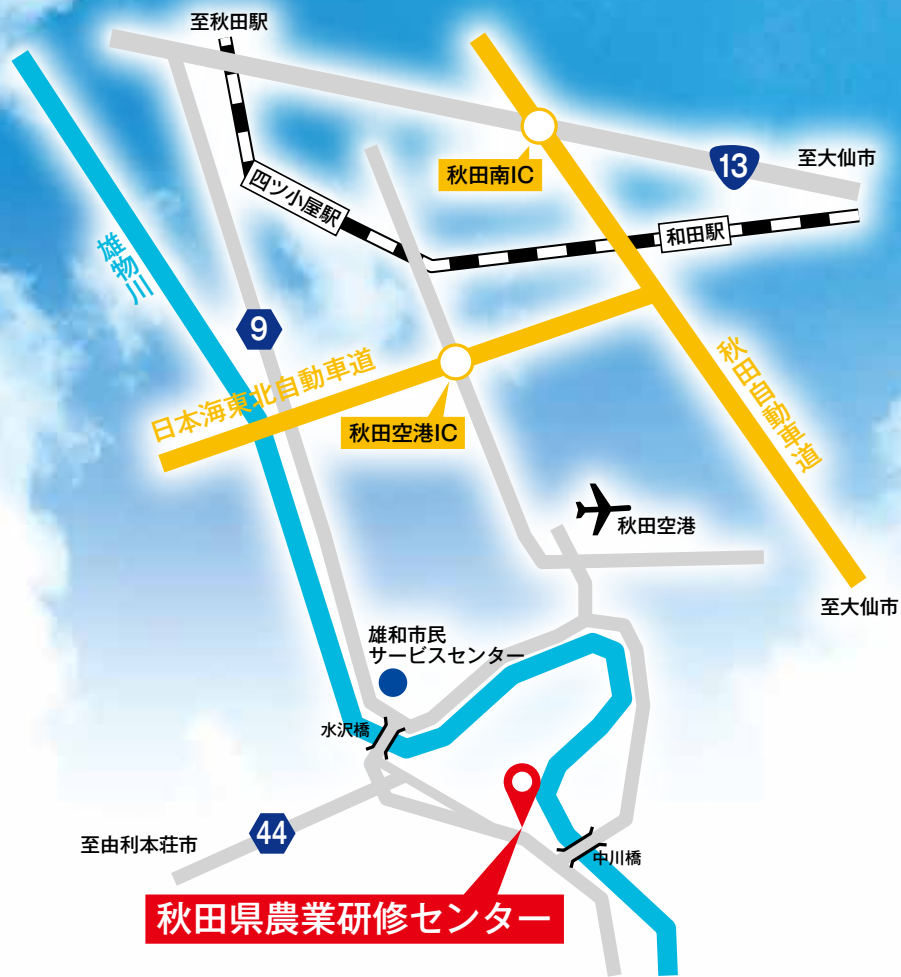 至秋田駅
秋田南IC
13
至大仙市
四ツ小屋駅
和田駅
雄物川
9
日本海東北自動車道
秋田空港IC
秋田自動車道
秋田空港
至大仙市
雄和市民
サービスセンター
水沢橋
44
至由利本荘市
中川橋
秋田県農業研修センター